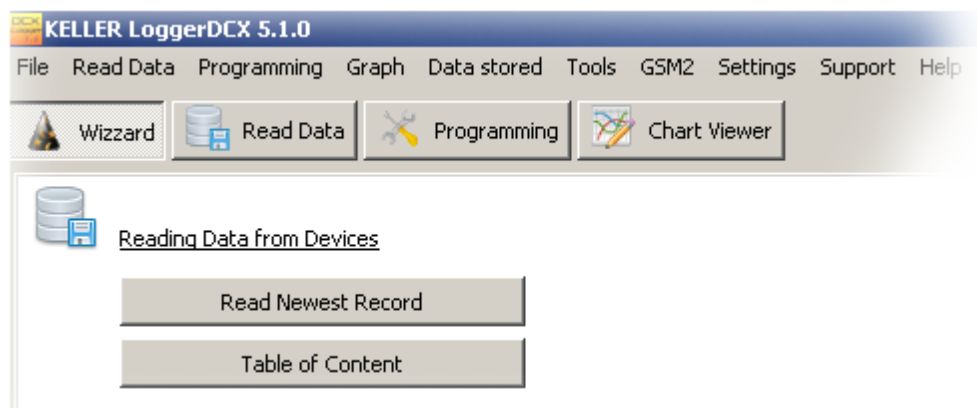 KELLER LoggerDCX 5.1.0
File Read Data Programming Graph Data stored Tools GSM2 Settings Support Help
Wizzard Read Data Programming Chart Viewer
Reading Data from Devices
Read Newest Record
Table of Content